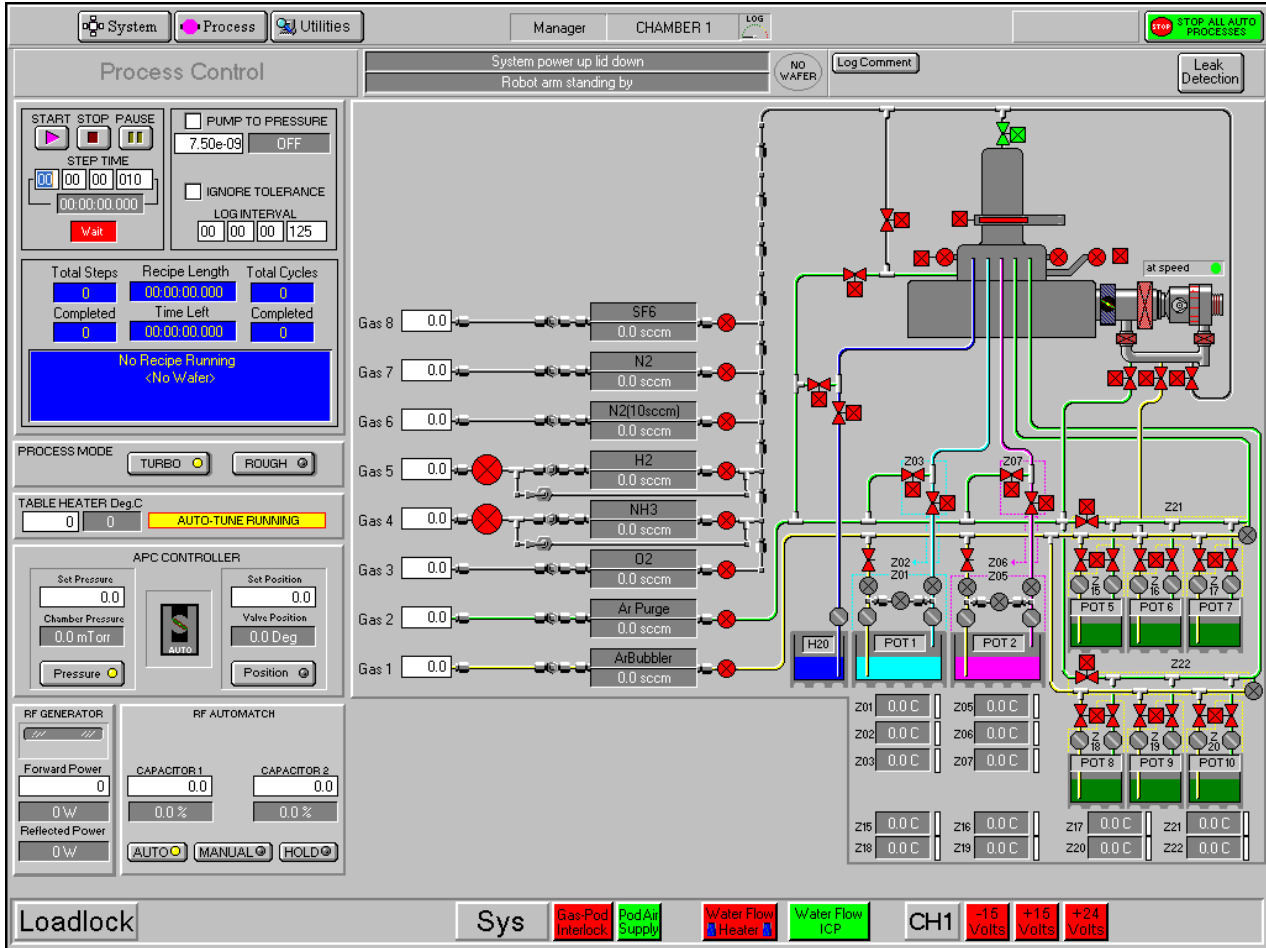 System Process Utilities
Manager CHAMBER 1 LOG
STOP STOP ALL AUTO
PROCESSES
Process Control
System power up lid down
Robot arm standing by
NO
WAFER
Log Comment
Leak
Detection
START STOP PAUSE
STEP TIME
00 00 00 010
00:00:00.000
Wait
PUMP TO PRESSURE
7.50e-09 OFF
IGNORE TOLERANCE
LOG INTERVAL
00 00 00 125
Total Steps Recipe Length Total Cycles
0 00:00:00.000 0
Completed Time Left Completed
0 00:00:00.000 0
No Recipe Running
<No Wafer>
PROCESS MODE
TURBO ROUGH
TABLE HEATER Deg.C
0 0 AUTO-TUNE RUNNING
APC CONTROLLER
Set Pressure
0.0
Chamber Pressure
0.0 mTorr
Pressure
AUTO
Set Position
0.0
Valve Position
0.0 Deg
Position
RF GENERATOR
Forward Power
0
0 W
Reflected Power
0 W
RF AUTOMATCH
CAPACITOR 1 CAPACITOR 2
0.0 0.0
0.0 % 0.0 %
AUTO MANUAL HOLD
Gas 8 0.0 SF6
0.0 sccm
Gas 7 0.0 N2
0.0 sccm
Gas 6 0.0 N2(10sccm)
0.0 sccm
Gas 5 0.0 H2
0.0 sccm
Gas 4 0.0 NH3
0.0 sccm
Gas 3 0.0 O2
0.0 sccm
Gas 2 0.0 Ar Purge
0.0 sccm
Gas 1 0.0 ArBubbler
0.0 sccm
at speed
Z03 Z07
Z21
Z02 Z06
Z01 Z05
Z
15
Z
16
Z
17
H20 POT 1 POT 2
POT 5 POT 6 POT 7
Z22
Z
18
Z
19
Z
20
POT 8 POT 9 POT 10
Z01 0.0 C Z05 0.0 C
Z02 0.0 C Z06 0.0 C
Z03 0.0 C Z07 0.0 C
Z15 0.0 C Z16 0.0 C Z17 0.0 C Z21 0.0 C
Z18 0.0 C Z19 0.0 C Z20 0.0 C Z22 0.0 C
Loadlock
Sys
Gas-Pod
Interlock
Pod Air
Supply
Water Flow
Heater
Water Flow
ICP
CH1
-15
Volts
+15
Volts
+24
Volts